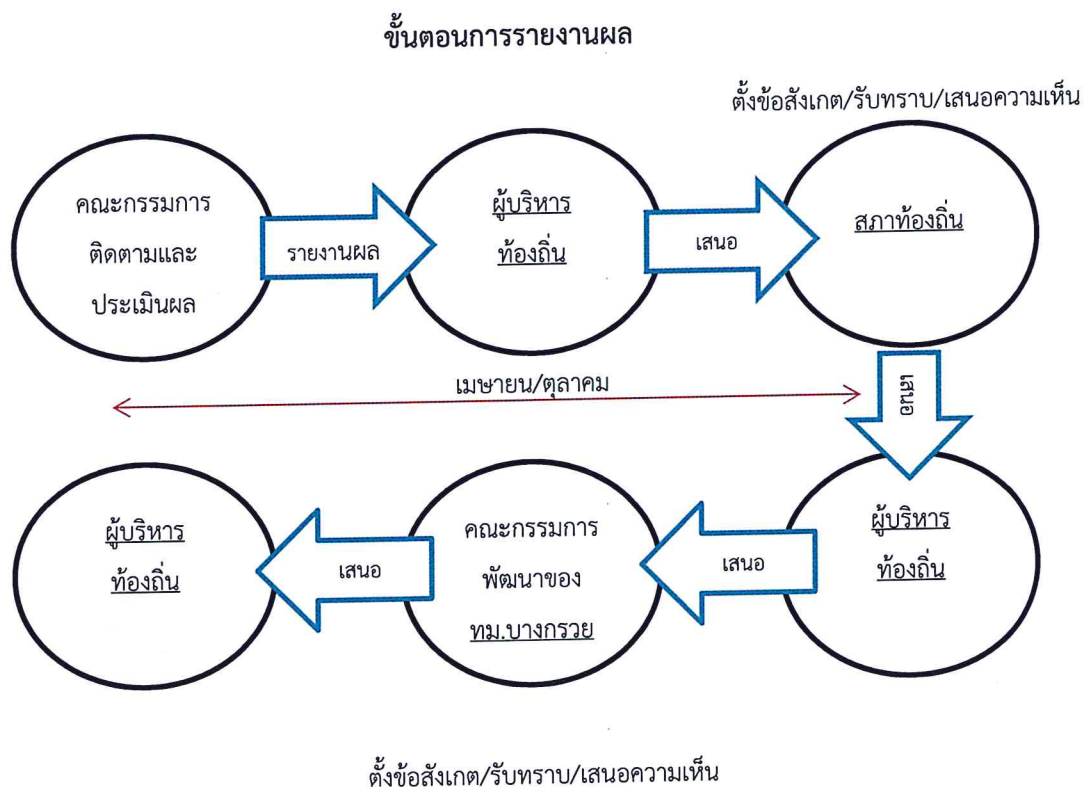 ขั้นตอนการรายงานผล
ตั้งข้อสังเกต/รับทราบ/เสนอความเห็น
คณะกรรมการ
ติดตามและ
ประเมินผล
รายงานผล
ผู้บริหาร
ท้องถิ่น
เสนอ
สภาท้องถิ่น
เมษายน/ตุลาคม
เสนอ
ผู้บริหาร
ท้องถิ่น
เสนอ
คณะกรรมการ
พัฒนาของ
ทม.บางกรวย
เสนอ
ผู้บริหาร
ท้องถิ่น
ตั้งข้อสังเกต/รับทราบ/เสนอความเห็น